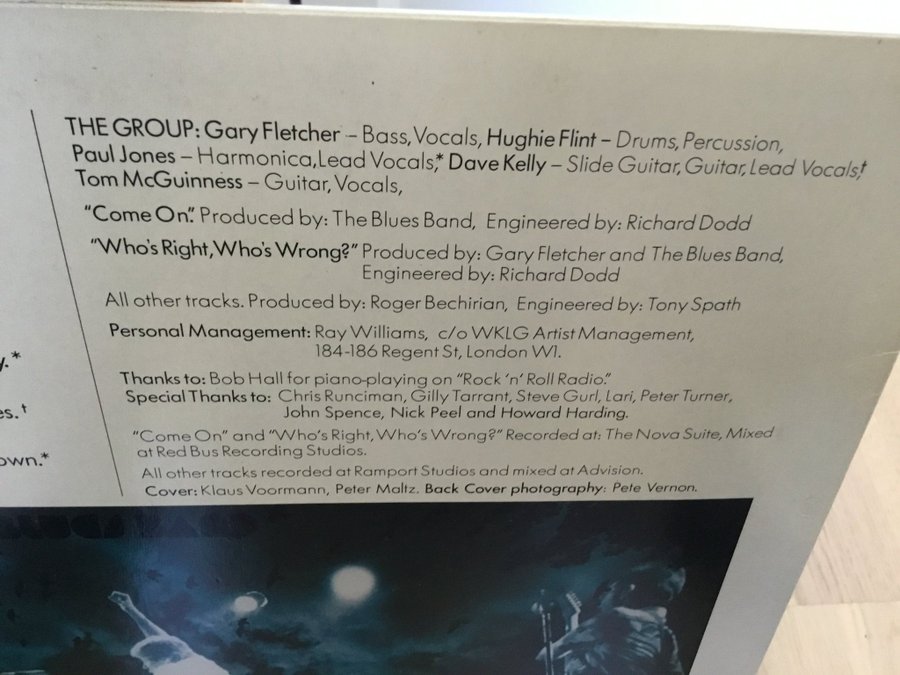 THE GROUP: Gary Fletcher – Bass, Vocals, Hughie Flint – Drums, Percussion,
Paul Jones – Harmonica, Lead Vocals,* Dave Kelly – Slide Guitar, Guitar, Lead Vocals,†
Tom McGuinness – Guitar, Vocals,
“Come On”. Produced by: The Blues Band, Engineered by: Richard Dodd
“Who's Right, Who's Wrong?” Produced by: Gary Fletcher and The Blues Band,
Engineered by: Richard Dodd
All other tracks. Produced by: Roger Bechirian, Engineered by: Tony Spath
Personal Management: Ray Williams, c/o WKLG Artist Management,
184-186 Regent St, London W1.
y.*
Thanks to: Bob Hall for piano-playing on “Rock 'n' Roll Radio.”
Special Thanks to: Chris Runciman, Gilly Tarrant, Steve Gurl, Lari, Peter Turner,
es.†
John Spence, Nick Peel and Howard Harding.
“Come On” and “Who's Right, Who's Wrong?” Recorded at: The Nova Suite, Mixed
at Red Bus Recording Studios.
own.*
All other tracks recorded at Ramport Studios and mixed at Advision.
Cover: Klaus Voormann, Peter Maltz. Back Cover photography: Pete Vernon.